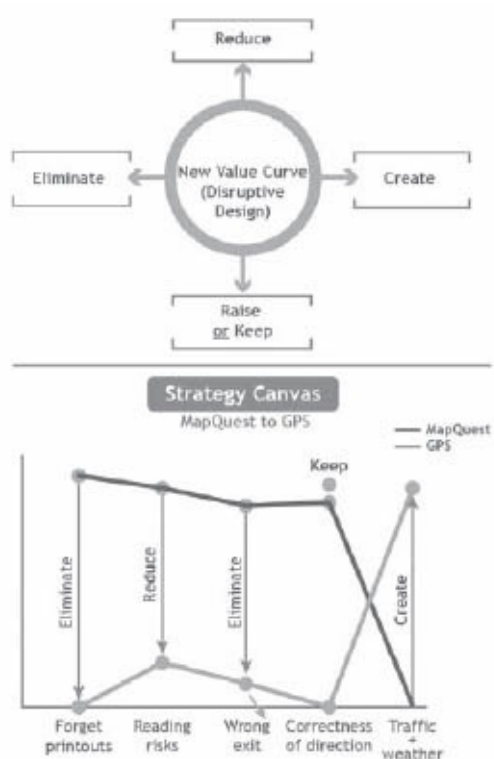 Reduce
Eliminate
New Value Curve
(Disruptive
Design)
Create
Raise
or Keep
Strategy Canvas
MapQuest to GPS
MapQuest
GPS
Keep
Eliminate
Reduce
Eliminate
Create
Forget
printouts
Reading
risks
Wrong
exit
Correctness
of direction
Traffic
+
weather